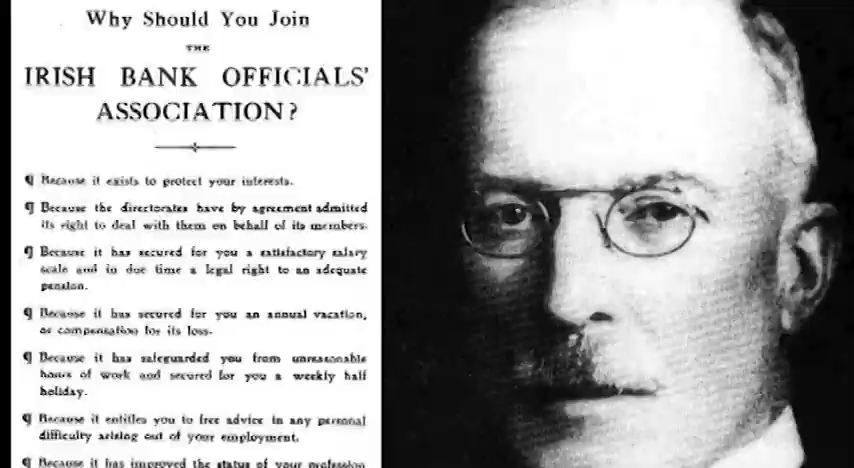 Why Should You Join
THE
IRISH BANK OFFICIALS'
ASSOCIATION?
¶ Because it exists to protect your interests.
¶ Because the directorates have by agreement admitted
its right to deal with them on behalf of its members.
¶ Because it has secured for you a satisfactory salary
scale and in due time a legal right to an adequate
pension.
¶ Because it has secured for you an annual vacation,
or compensation for its loss.
¶ Because it has safeguarded you from unreasonable
hours of work and secured for you a weekly half
holiday.
¶ Because it entitles you to free advice in any personal
difficulty arising out of your employment.
¶ Because it has improved the status of your profession